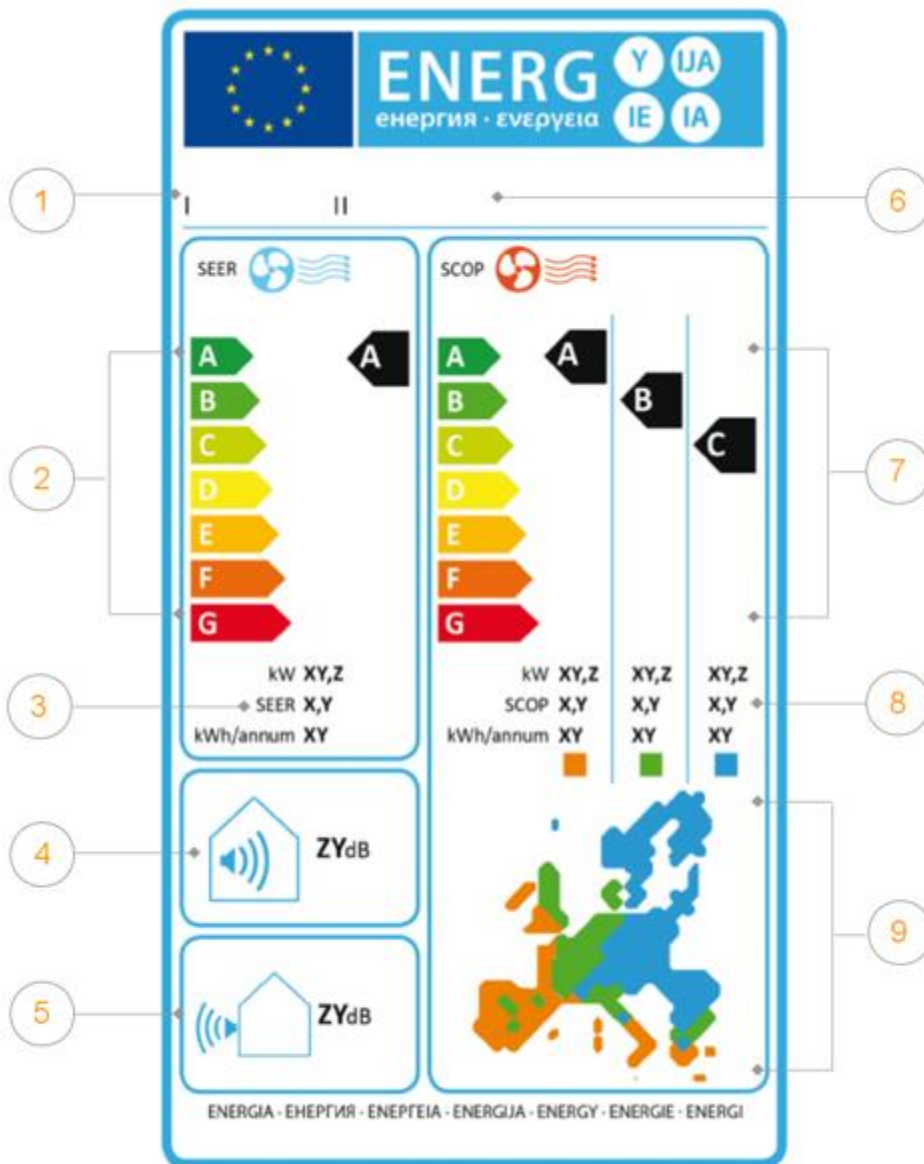 ENERG Y IJA
енергия · ενεργεια IE IA
1
I II
6
SEER
SCOP
A A
B
C
D
E
F
G
A A
B B
C C
D
E
F
G
2
7
kW XY,Z
SEER X,Y
kWh/annum XY
3
kW XY,Z XY,Z XY,Z
SCOP X,Y X,Y X,Y
kWh/annum XY XY XY
8
4
ZYdB
5
ZYdB
9
ENERGIA · ЕНЕРГИЯ · ΕΝΕΡΓΕΙΑ · ENERGIJA · ENERGY · ENERGIE · ENERGI